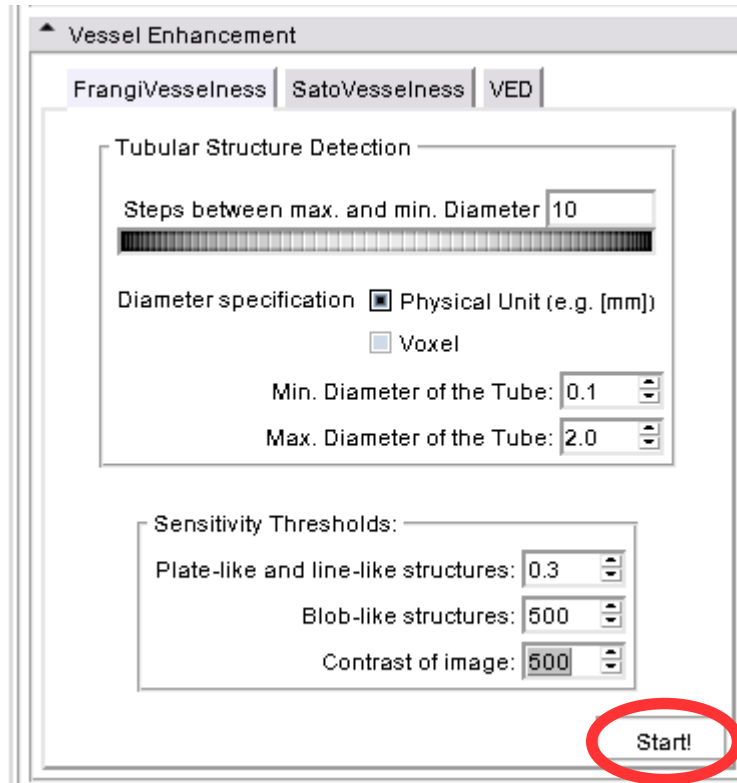 Vessel Enhancement
FrangiVesselness SatoVesselness VED
Tubular Structure Detection
Steps between max. and min. Diameter 10
Diameter specification Physical Unit (e.g. [mm])
Voxel
Min. Diameter of the Tube: 0.1
Max. Diameter of the Tube: 2.0
Sensitivity Thresholds:
Plate-like and line-like structures: 0.3
Blob-like structures: 500
Contrast of image: 500
Start!